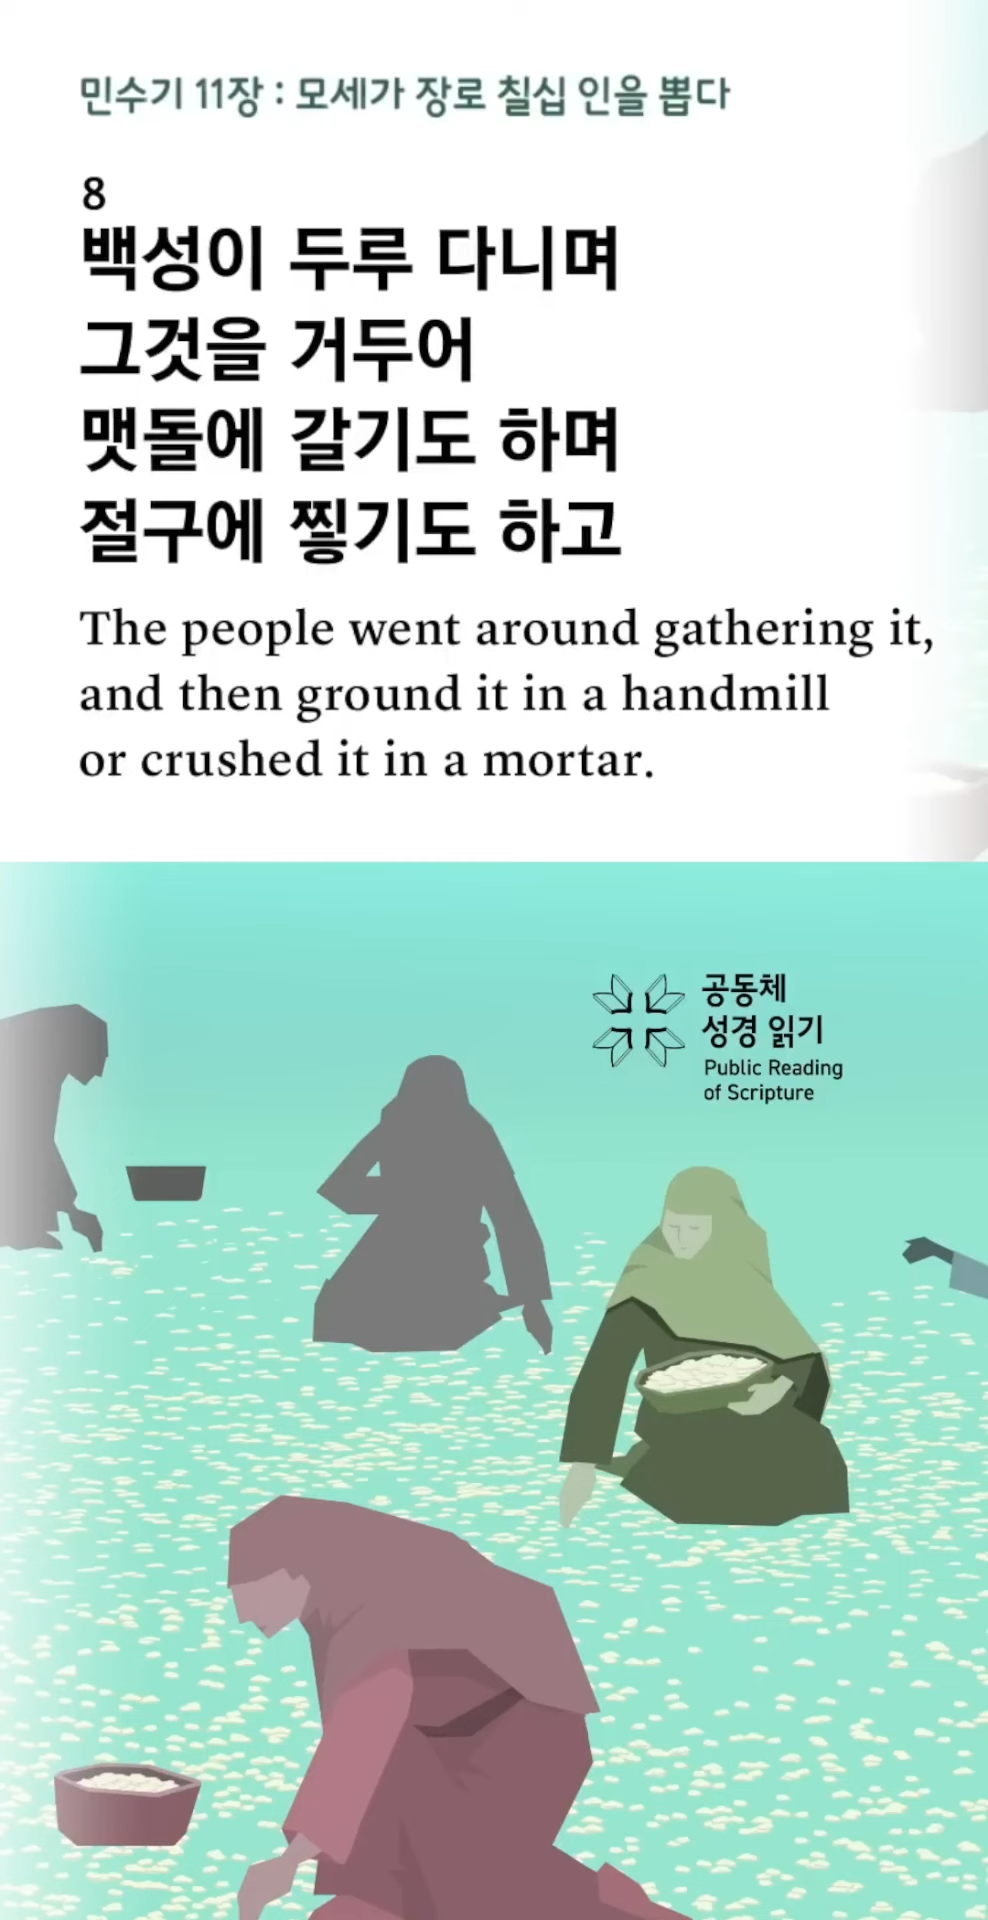 민수기 11장 : 모세가 장로 칠십 인을 뽑다
8
백성이 두루 다니며
그것을 거두어
맷돌에 갈기도 하며
절구에 찧기도 하고
The people went around gathering it,
and then ground it in a handmill
or crushed it in a mortar.
공동체
성경 읽기
Public Reading
of Scripture